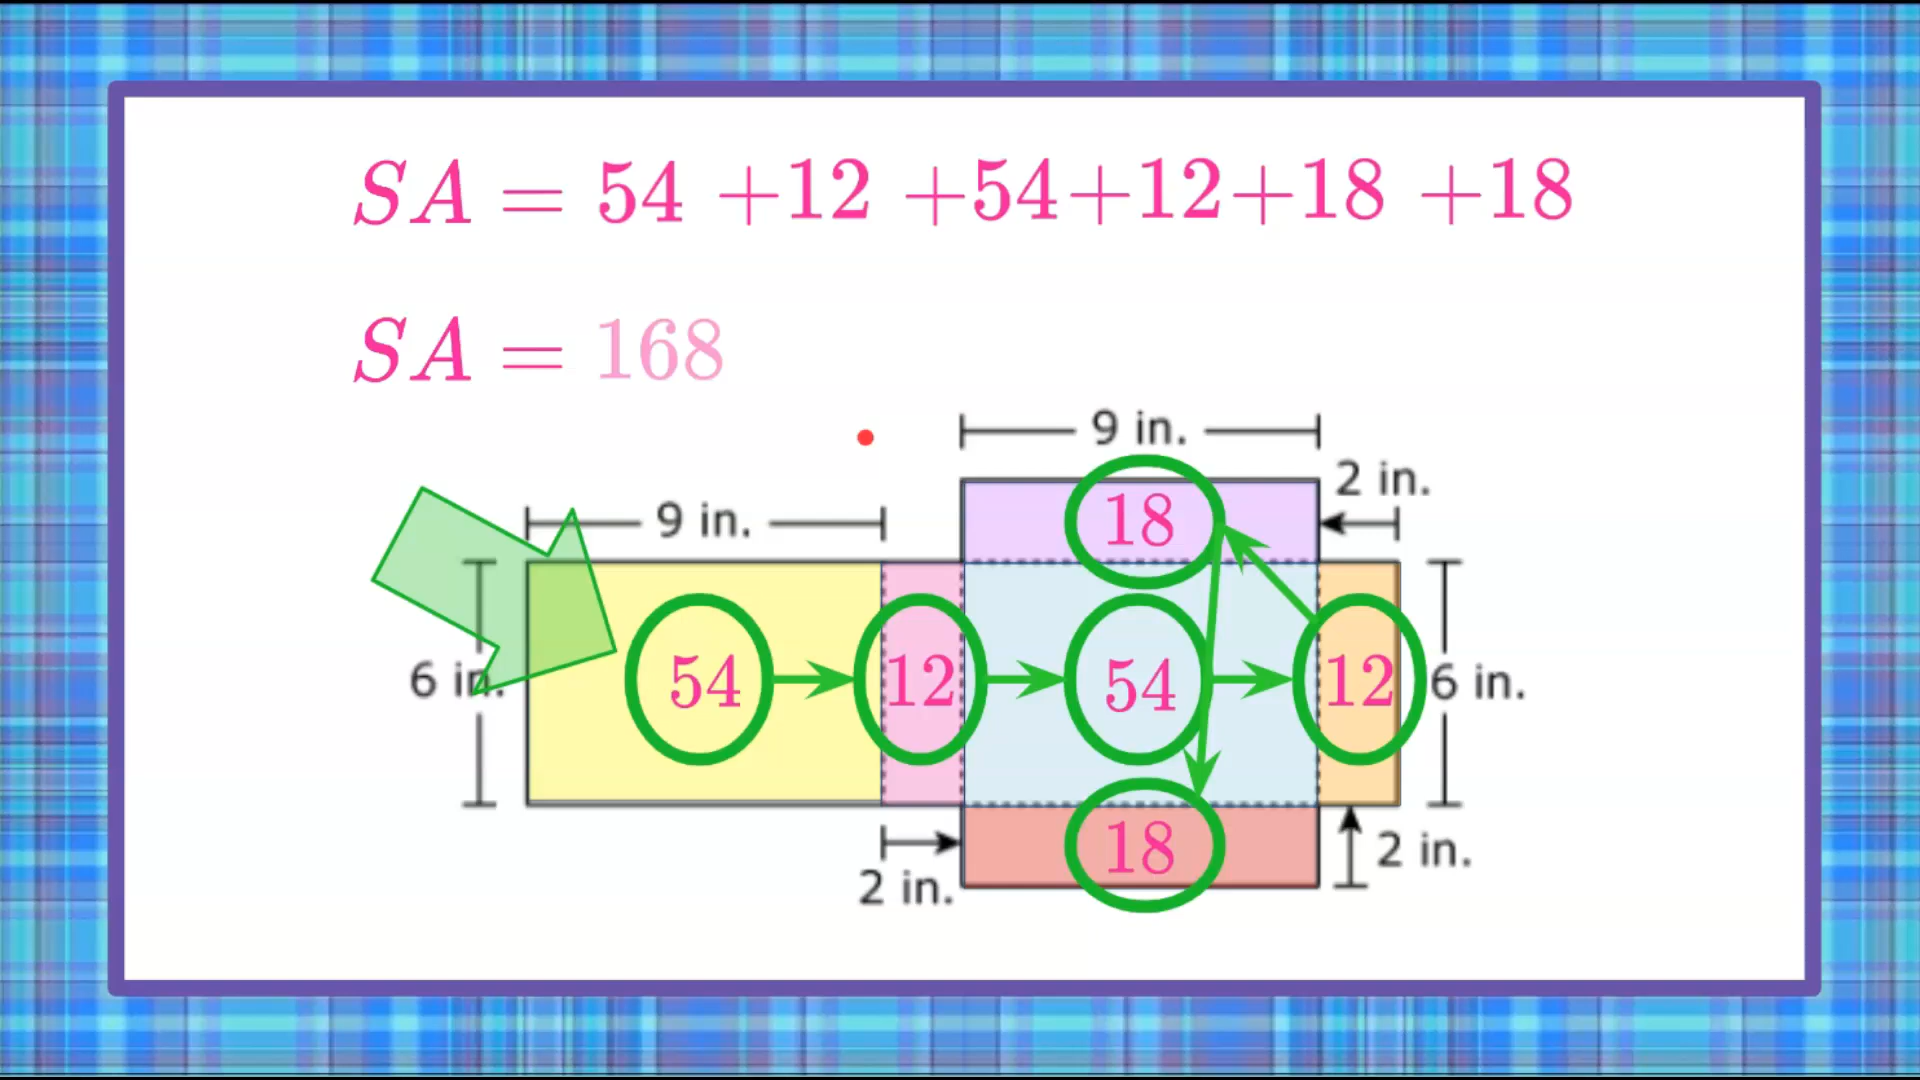 SA = 54 +12 +54+12+18 +18
SA = 168
9 in.
2 in.
9 in.
18
6 in.
54
12
54
12
6 in.
18
2 in.
2 in.